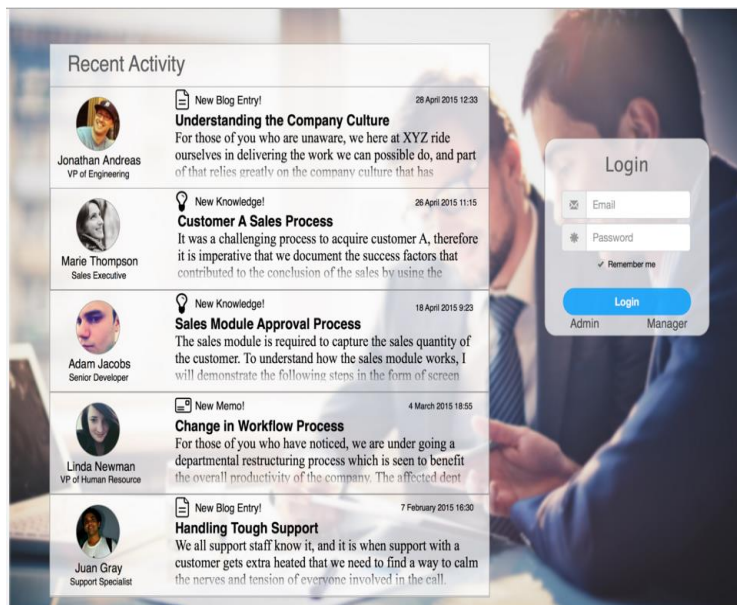 Recent Activity
New Blog Entry!
28 April 2015 12:33
Understanding the Company Culture
For those of you who are unaware, we here at XYZ ride
ourselves in delivering the work we can possible do, and part
of that relies greatly on the company culture that has
Jonathan Andreas
VP of Engineering
New Knowledge!
26 April 2015 11:15
Customer A Sales Process
It was a challenging process to acquire customer A, therefore
it is imperative that we document the success factors that
contributed to the conclusion of the sales by using the
Marie Thompson
Sales Executive
New Knowledge!
18 April 2015 9:23
Sales Module Approval Process
The sales module is required to capture the sales quantity of
the customer. To understand how the sales module works, I
will demonstrate the following steps in the form of screen
Adam Jacobs
Senior Developer
New Memo!
4 March 2015 18:55
Change in Workflow Process
For those of you who have noticed, we are under going a
departmental restructuring process which is seen to benefit
the overall productivity of the company. The affected dept
Linda Newman
VP of Human Resource
New Blog Entry!
7 February 2015 16:30
Handling Tough Support
We all support staff know it, and it is when support with a
customer gets extra heated that we need to find a way to calm
the nerves and tension of everyone involved in the call.
Juan Gray
Support Specialist
Login
Email
Password
Remember me
Login
Admin
Manager